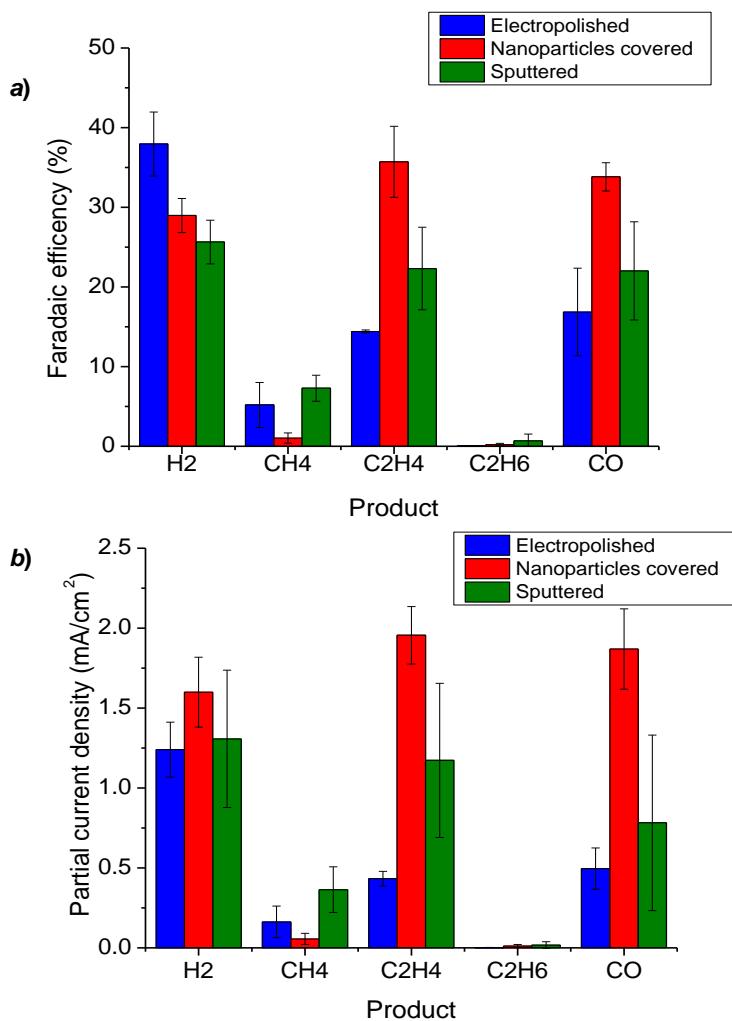 a)
Electropolished
Nanoparticles covered
Sputtered
Faradaic efficency (%)
50
40
30
20
10
0
H2 CH4 C2H4 C2H6 CO
Product
b)
Electropolished
Nanoparticles covered
Sputtered
Partial current density (mA/cm²)
2.5
2.0
1.5
1.0
0.5
0.0
H2 CH4 C2H4 C2H6 CO
Product